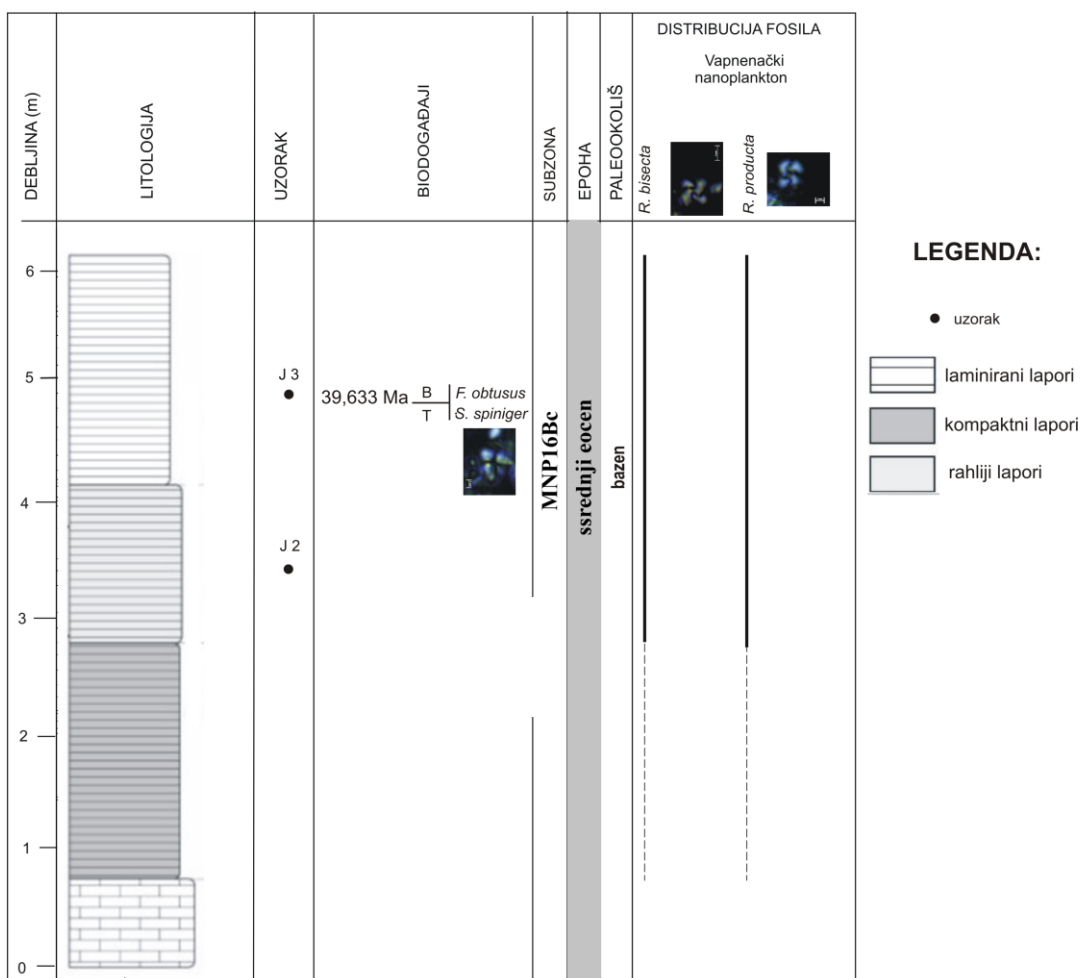 DEBLJINA (m)
LITOLOGIJA
UZORAK
BIODOGAĐAJI
SUBZONA
EPOHA
PALEOOKOLIŠ
DISTRIBUCIJA FOSILA
Vapnenački
nanoplankton
R. bisecta
R. producta
6
5
4
3
2
1
0
J 3
J 2
39,633 Ma
B
T
F. obtusus
S. spiniger
MNP16Bc
ssrednji eocen
bazen
LEGENDA:
uzorak
laminirani lapori
kompaktni lapori
rahliji lapori